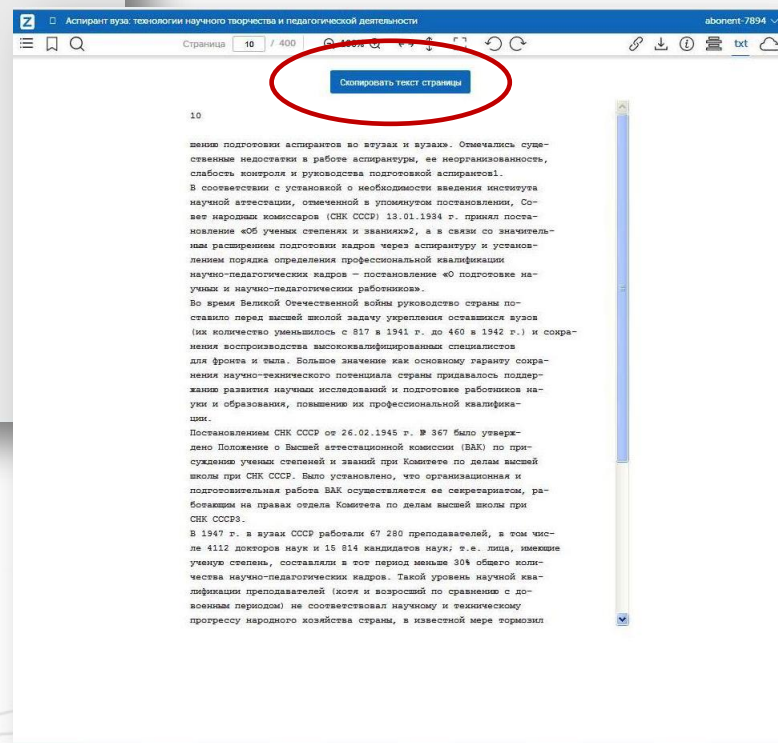 Z Аспирант вуза: технологии научного творчества и педагогической деятельности abonent-7894
Страница 10 / 400 100% txt
Скопировать текст страницы
10
шению подготовки аспирантов во втузах и вузах». Отмечались суще-
ственные недостатки в работе аспирантуры, ее неорганизованность,
слабость контроля и руководства подготовкой аспирантов1.
В соответствии с установкой о необходимости введения института
научной аттестации, отмеченной в упомянутом постановлении, Со-
вет народных комиссаров (СНК СССР) 13.01.1934 г. принял поста-
новление «Об ученых степенях и званиях»2, а в связи со значитель-
ным расширением подготовки кадров через аспирантуру и установ-
лением порядка определения профессиональной квалификации
научно-педагогических кадров — постановление «О подготовке на-
учных и научно-педагогических работников».
Во время Великой Отечественной войны руководство страны по-
ставило перед высшей школой задачу укрепления оставшихся вузов
(их количество уменьшилось с 817 в 1941 г. до 460 в 1942 г.) и сохра-
нения воспроизводства высококвалифицированных специалистов
для фронта и тыла. Большое значение как основному гаранту сохра-
нения научно-технического потенциала страны придавалось поддер-
жанию развития научных исследований и подготовке работников на-
уки и образования, повышению их профессиональной квалифика-
ции.
Постановлением СНК СССР от 26.02.1945 г. № 367 было утверж-
дено Положение о Высшей аттестационной комиссии (ВАК) по при-
суждению ученых степеней и званий при Комитете по делам высшей
школы при СНК СССР. Было установлено, что организационная и
подготовительная работа ВАК осуществляется ее секретариатом, ра-
ботающим на правах отдела Комитета по делам высшей школы при
СНК СССР3.
В 1947 г. в вузах СССР работали 67 280 преподавателей, в том чис-
ле 4112 докторов наук и 15 814 кандидатов наук; т.е. лица, имеющие
ученую степень, составляли в тот период меньше 30% общего коли-
чества научно-педагогических кадров. Такой уровень научной ква-
лификации преподавателей (хотя и возросший по сравнению с до-
военным периодом) не соответствовал научному и техническому
прогрессу народного хозяйства страны, в известной мере тормозил